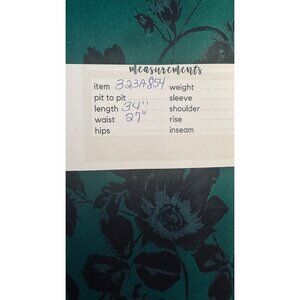 measurements
item 323A854 weight
pit to pit sleeve
length 34" shoulder
waist 27" rise
hips inseam